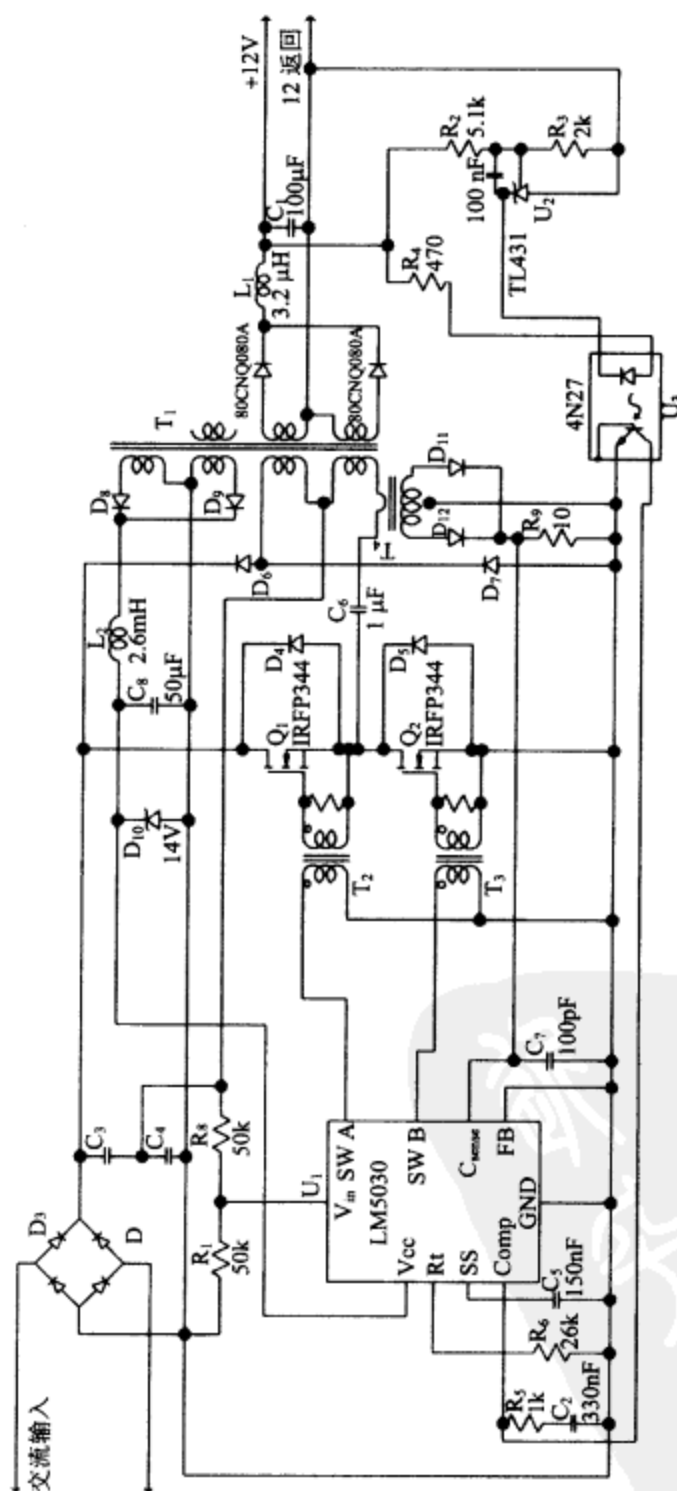 交流输入
D₃
D
C₃
C₄
R₁
50k
R₈
50k
D₁₀
14V
C₈
50μF
L₂
2.6mH
D₈
D₉
T₁
80CNQ080A
80CNQ080A
L₁
3.2 μH
C₁
100μF
+12V
12 返回
D₆
D₇
D₄
Q₁
IRFP344
D₅
Q₂
IRFP344
C₆
1 μF
T₄
D₁₁
D₁₂
R₉
10
T₂
T₃
U₁
LM5030
Vin
SW A
SW B
Csense
FB
GND
Vcc
Rt
SS
Comp
C₇
100pF
C₅
150nF
R₆
26k
R₅
1k
C₂
330nF
R₄
470
R₂
5.1k
100 nF
R₃
2k
U₂
TL431
4N27